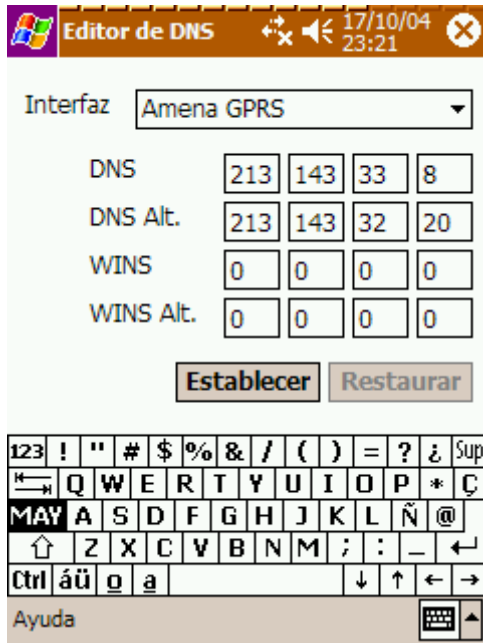 Editor de DNS 17/10/04
23:21
Interfaz Amena GPRS
DNS 213 143 33 8
DNS Alt. 213 143 32 20
WINS 0 0 0 0
WINS Alt. 0 0 0 0
Establecer Restaurar
123 ! " # $ % & / ( ) = ? ¿ Sup
Q W E R T Y U I O P * Ç
MAY A S D F G H J K L Ñ @
Z X C V B N M ; : _
Ctrl áü o a ↓ ↑ ← →
Ayuda